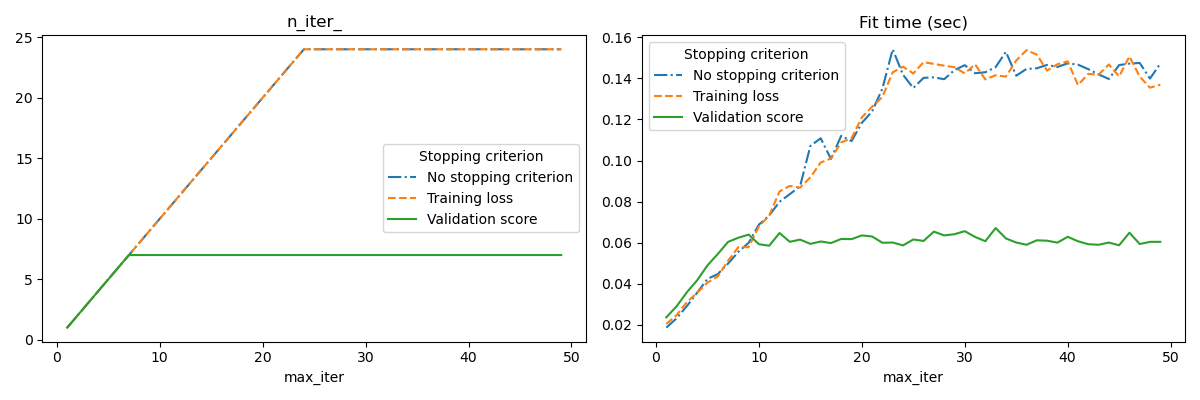 n_iter_
25
20
15
10
5
0
Stopping criterion
No stopping criterion
Training loss
Validation score
0
10
20
30
40
50
max_iter
Fit time (sec)
0.16
0.14
0.12
0.10
0.08
0.06
0.04
0.02
Stopping criterion
No stopping criterion
Training loss
Validation score
0
10
20
30
40
50
max_iter